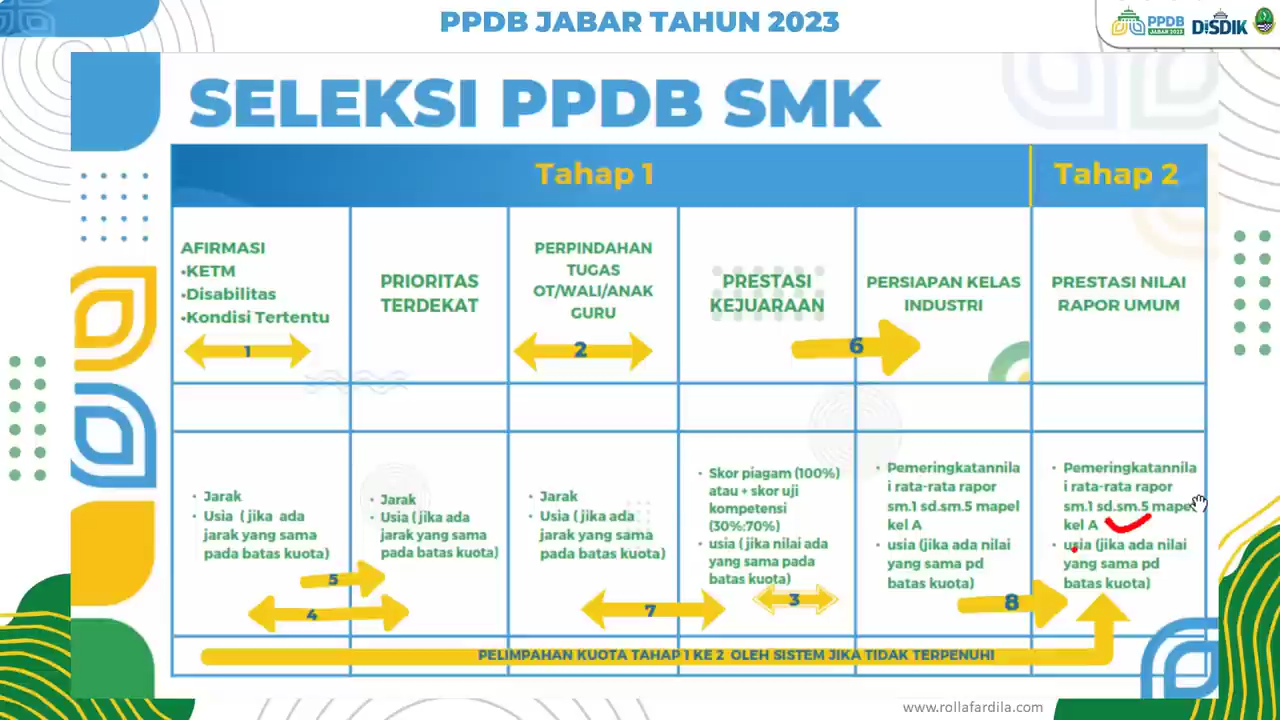 PPDB JABAR TAHUN 2023
PPDB
JABAR 2023
DISDIK
SELEKSI PPDB SMK
Tahap 1
Tahap 2
AFIRMASI
•KETM
•Disabilitas
•Kondisi Tertentu
1
PRIORITAS
TERDEKAT
PERPINDAHAN
TUGAS
OT/WALI/ANAK
GURU
2
PRESTASI
KEJUARAAN
6
PERSIAPAN KELAS
INDUSTRI
PRESTASI NILAI
RAPOR UMUM
• Jarak
• Usia ( jika ada
jarak yang sama
pada batas kuota)
• Jarak
• Usia ( jika ada
jarak yang sama
pada batas kuota)
5
4
• Jarak
• Usia ( jika ada
jarak yang sama
pada batas kuota)
7
• Skor piagam (100%)
atau + skor uji
kompetensi
(30%:70%)
• usia ( jika nilai ada
yang sama pada
batas kuota)
3
• Pemeringkatannila
i rata-rata rapor
sm.1 sd.sm.5 mapel
kel A
• usia (jika ada nilai
yang sama pd
batas kuota)
8
• Pemeringkatannila
i rata-rata rapor
sm.1 sd.sm.5 mapel
kel A
• usia (jika ada nilai
yang sama pd
batas kuota)
PELIMPAHAN KUOTA TAHAP 1 KE 2 OLEH SISTEM JIKA TIDAK TERPENUHI
www.rollafardila.com